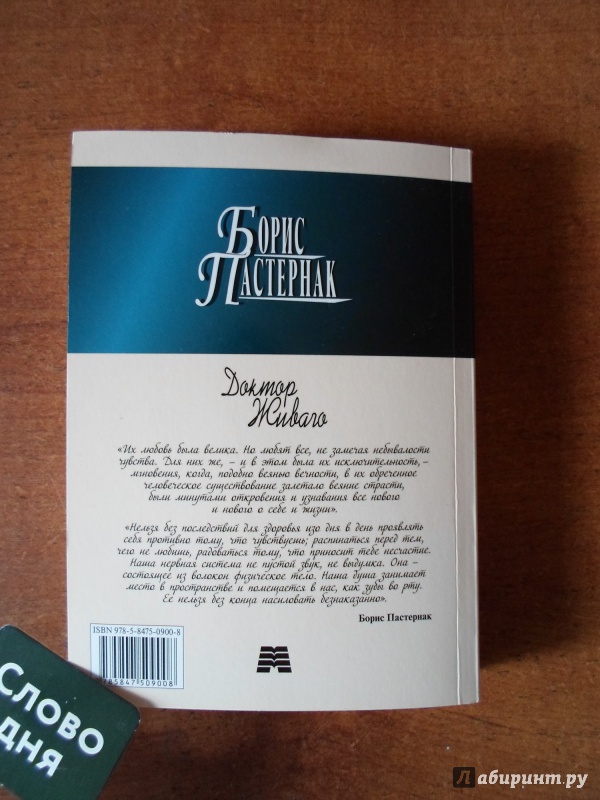 Борис
Пастернак
Доктор
Живаго
«Их любовь была велика. Но любят все, не замечая небывалости
чувства. Для них же, – и в этом была их исключительность, –
мгновения, когда, подобно веянью вечности, в их обреченное
человеческое существование залетало веяние страсти,
были минутами откровения и узнавания все нового
и нового о себе и жизни».
«Нельзя без последствий для здоровья изо дня в день проявлять
себя противно тому, что чувствуешь; распинаться перед тем,
чего не любишь, радоваться тому, что приносит тебе несчастие.
Наша нервная система не пустой звук, не выдумка. Она –
состоящее из волокон физическое тело. Наша душа занимает
место в пространстве и помещается в нас, как зубы во рту.
Ее нельзя без конца насиловать безнаказанно».
Борис Пастернак
ISBN 978-5-8475-0900-8
785847509008
Слово
дня
Лабиринт.ру